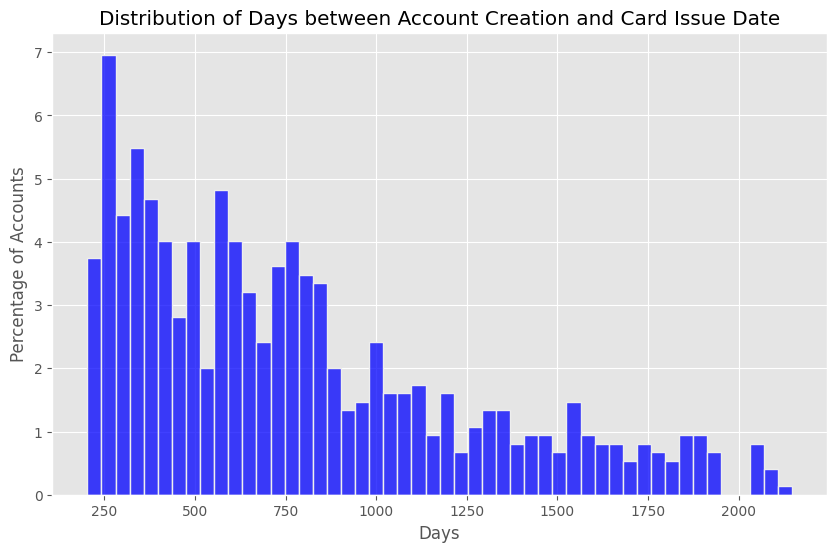 Distribution of Days between Account Creation and Card Issue Date
7
6
5
4
3
2
1
0
Percentage of Accounts
250 500 750 1000 1250 1500 1750 2000
Days